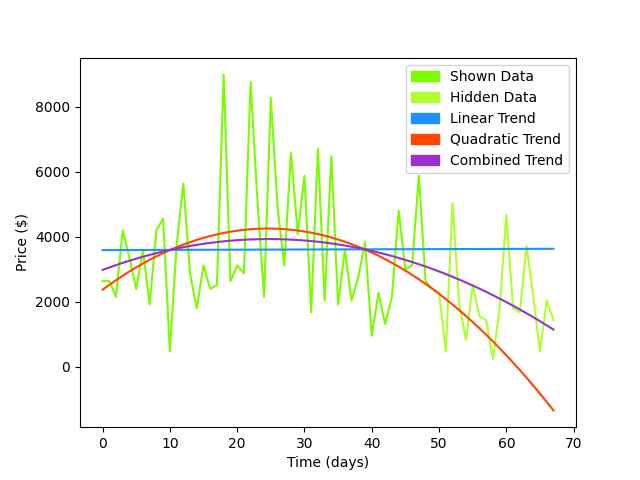 Shown Data
Hidden Data
Linear Trend
Quadratic Trend
Combined Trend
8000
6000
4000
2000
0
Price ($)
0 10 20 30 40 50 60 70
Time (days)